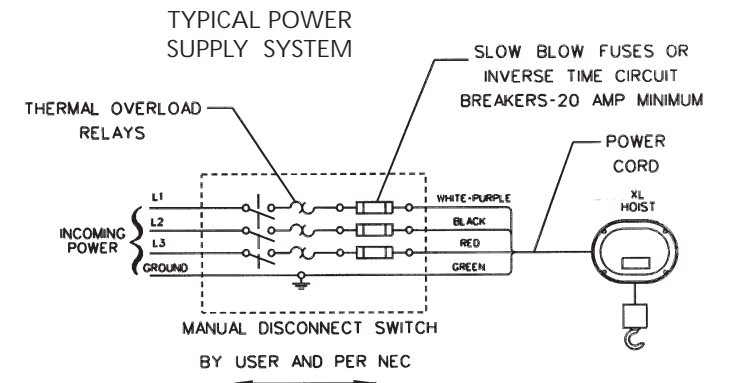 TYPICAL POWER
SUPPLY SYSTEM
SLOW BLOW FUSES OR
INVERSE TIME CIRCUIT
BREAKERS-20 AMP MINIMUM
THERMAL OVERLOAD
RELAYS
POWER
CORD
XL
HOIST
L1
WHITE-PURPLE
L2
BLACK
INCOMING
POWER
L3
RED
GROUND
GREEN
MANUAL DISCONNECT SWITCH
BY USER AND PER NEC